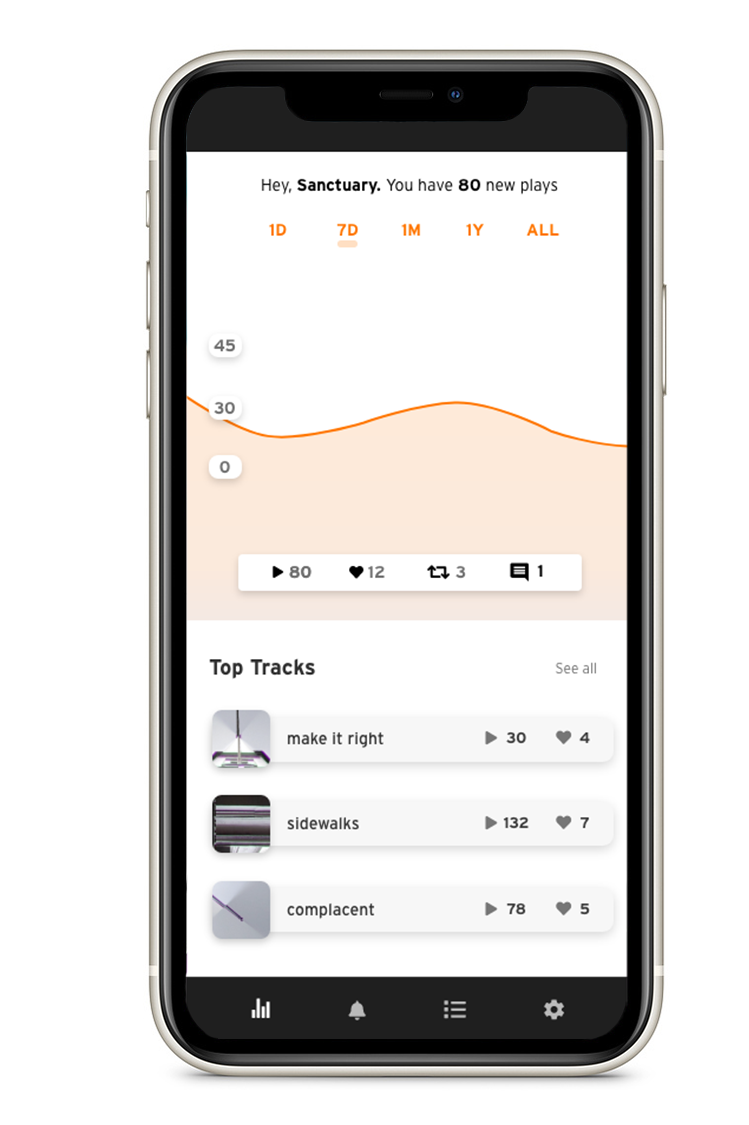 Hey, Sanctuary. You have 80 new plays
1D 7D 1M 1Y ALL
45
30
0
80 12 3 1
Top Tracks See all
make it right 30 4
sidewalks 132 7
complacent 78 5